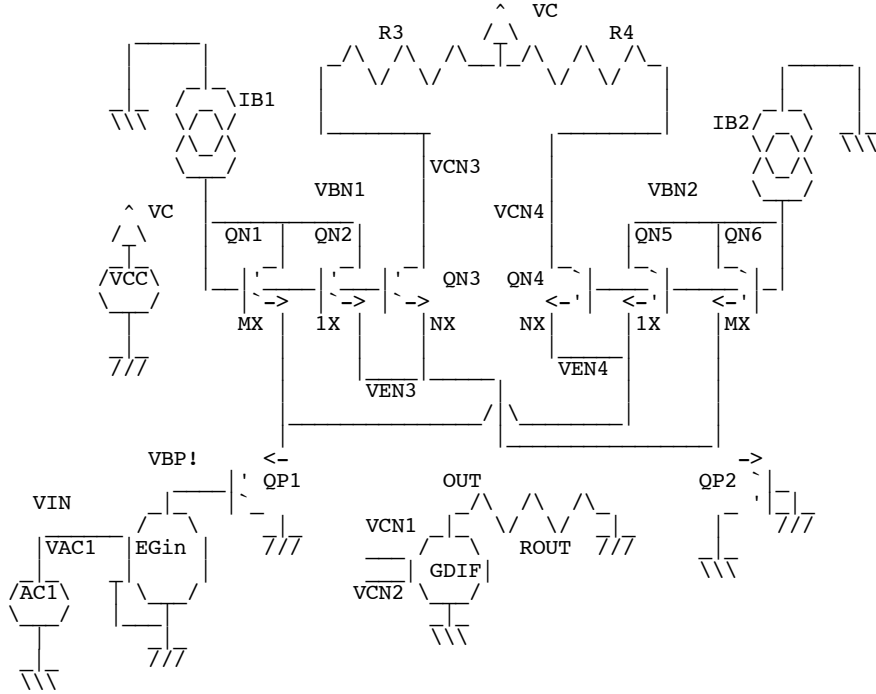 VC
R3 R4
IB1
IB2
VCN3
VBN1 VBN2
VC VCN4
QN1 QN2 QN5 QN6
VCC QN3 QN4
MX 1X NX NX 1X MX
VEN3 VEN4
VBP!
QP1 OUT QP2
VIN
VCN1
VAC1 EGin ROUT
GDIF
AC1 VCN2